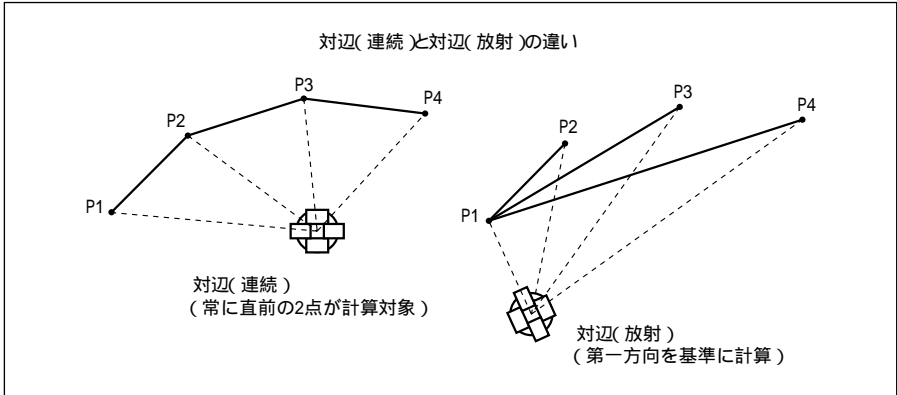 対辺(連続)と対辺(放射)の違い
P3
P4
P2
P1
対辺(連続)
(常に直前の2点が計算対象)
P3
P4
P2
P1
対辺(放射)
(第一方向を基準に計算)